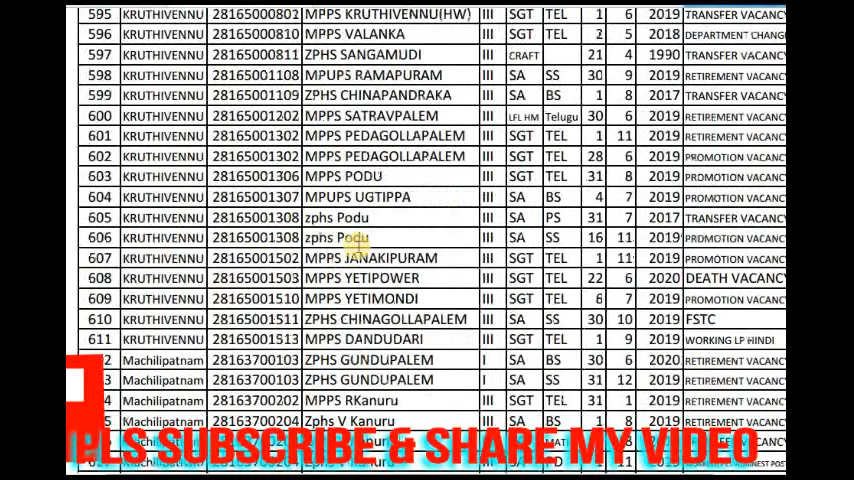 595 KRUTHIVENNU 28165000802 MPPS KRUTHIVENNU(HW) III SGT TEL 1 6 2019 TRANSFER VACANCY
596 KRUTHIVENNU 28165000810 MPPS VALANKA III SGT TEL 2 5 2018 DEPARTMENT CHANG
597 KRUTHIVENNU 28165000811 ZPHS SANGAMUDI III CRAFT 21 4 1990 TRANSFER VACANCY
598 KRUTHIVENNU 28165001108 MPUPS RAMAPURAM III SA SS 30 9 2019 RETIREMENT VACANCY
599 KRUTHIVENNU 28165001109 ZPHS CHINAPANDRAKA III SA BS 1 8 2017 TRANSFER VACANCY
600 KRUTHIVENNU 28165001202 MPPS SATRAVPALEM III LFL HM Telugu 30 6 2019 RETIREMENT VACANCY
601 KRUTHIVENNU 28165001302 MPPS PEDAGOLLAPALEM III SGT TEL 1 11 2019 RETIREMENT VACANCY
602 KRUTHIVENNU 28165001302 MPPS PEDAGOLLAPALEM III SGT TEL 28 6 2019 PROMOTION VACANCY
603 KRUTHIVENNU 28165001306 MPPS PODU III SGT TEL 31 8 2019 PROMOTION VACANCY
604 KRUTHIVENNU 28165001307 MPUPS UGTIPPA III SA BS 4 7 2019 PROMOTION VACANCY
605 KRUTHIVENNU 28165001308 zphs Podu III SA PS 31 7 2017 TRANSFER VACANCY
606 KRUTHIVENNU 28165001308 zphs Podu III SA SS 16 11 2019 PROMOTION VACANCY
607 KRUTHIVENNU 28165001502 MPPS JANAKIPURAM III SGT TEL 1 11 2019 PROMOTION VACANCY
608 KRUTHIVENNU 28165001503 MPPS YETIPOWER III SGT TEL 22 6 2020 DEATH VACANCY
609 KRUTHIVENNU 28165001510 MPPS YETIMONDI III SGT TEL 6 7 2019 PROMOTION VACANCY
610 KRUTHIVENNU 28165001511 ZPHS CHINAGOLLAPALEM III SA SS 30 10 2019 FSTC
611 KRUTHIVENNU 28165001513 MPPS DANDUDARI III SGT TEL 1 9 2019 WORKING LP HINDI
2 Machilipatnam 28163700103 ZPHS GUNDUPALEM I SA BS 30 6 2020 RETIREMENT VACANCY
3 Machilipatnam 28163700103 ZPHS GUNDUPALEM I SA SS 31 12 2019 RETIREMENT VACANCY
4 Machilipatnam 28163700202 MPPS RKanuru III SGT TEL 31 1 2019 RETIREMENT VACANCY
5 Machilipatnam 28163700204 Zphs V Kanuru III SA BS 1 8 2019 RETIREMENT VACANCY
PLS SUBSCRIBE & SHARE MY VIDEO